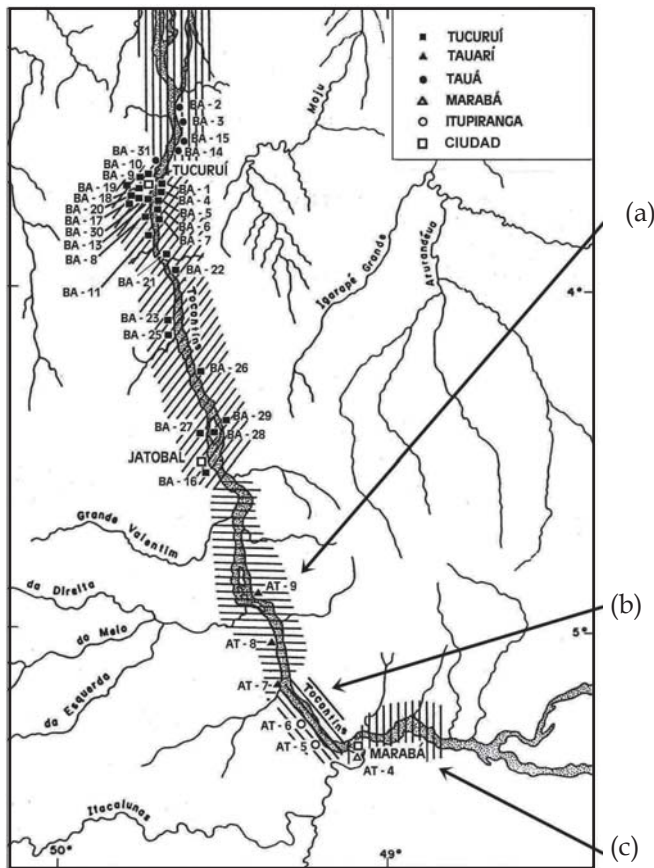 TUCURUÍ
TAUARÍ
TAUÁ
MARABÁ
ITUPIRANGA
CIUDAD
Moju
BA - 2
BA - 3
BA - 15
BA - 14
BA - 31
TUCURUÍ
BA - 10
BA - 9
BA - 19
BA - 18
BA - 20
BA - 17
BA - 30
BA - 13
BA - 8
BA - 11
BA - 1
BA - 4
BA - 5
BA - 6
BA - 7
BA - 21
BA - 22
(a)
Igarapé Grande
Arurandéua
4°
Tocantins
BA - 23
BA - 25
BA - 26
BA - 29
BA - 27
BA - 28
JATOBAL
BA - 16
Grande Valentim
da Direita
AT - 9
do Meio
AT - 8
(b)
5°
da Esquerda
AT - 7
Tocantins
AT - 6
AT - 5
MARABÁ
AT - 4
Itacaiunas
(c)
50°
49°